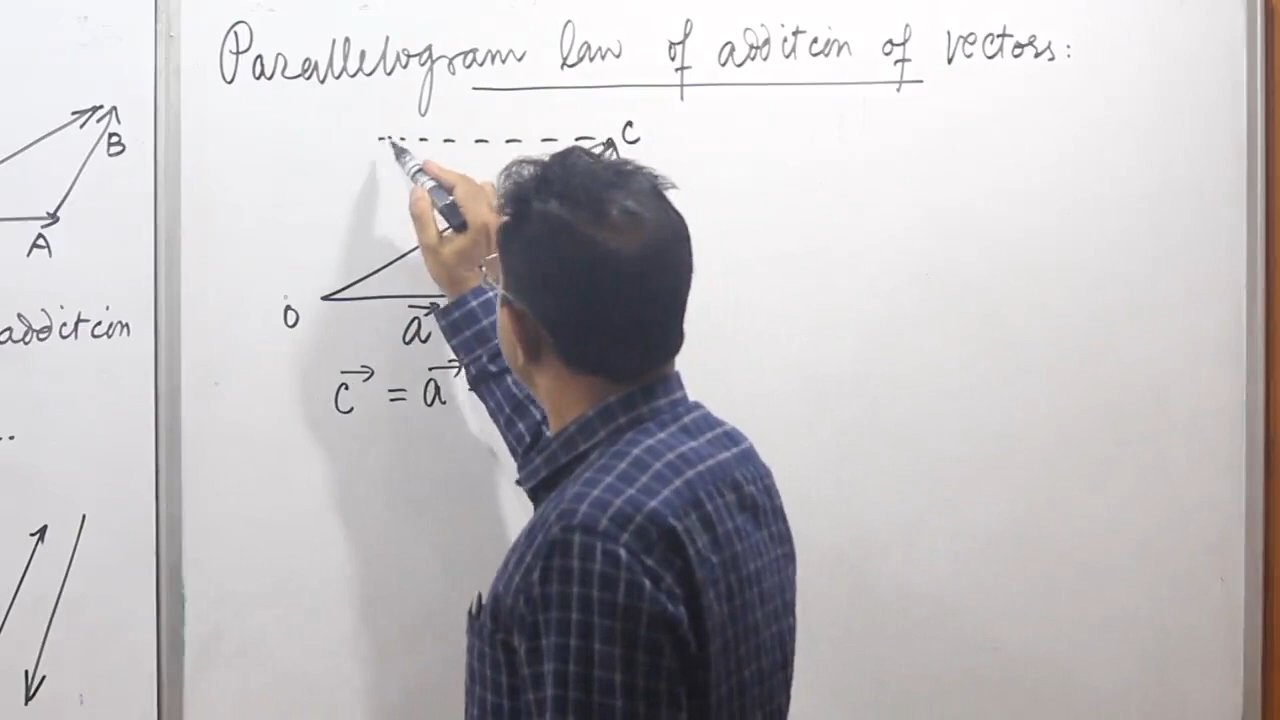 Parallelogram law of addition of vectors:
B
C
A
O
a⃗
addition
c⃗ = a⃗
..